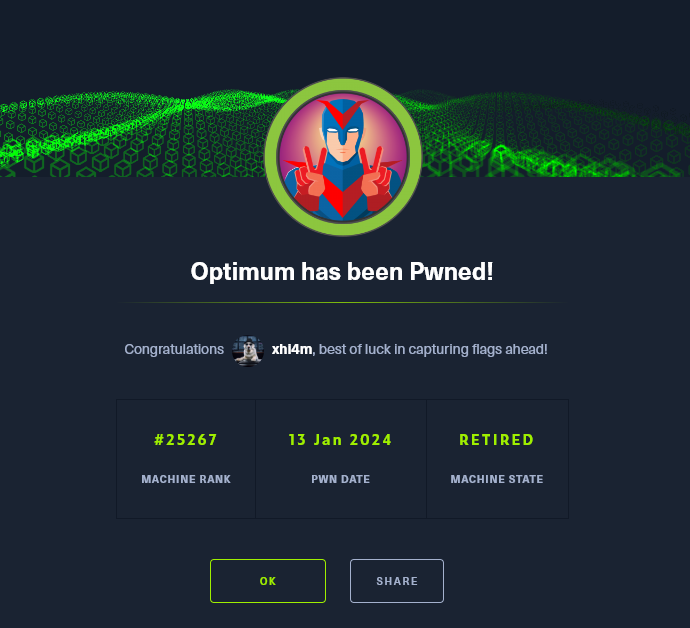 Optimum has been Pwned!
Congratulations xhl4m, best of luck in capturing flags ahead!
#25267 13 Jan 2024 RETIRED
MACHINE RANK PWN DATE MACHINE STATE
OK SHARE